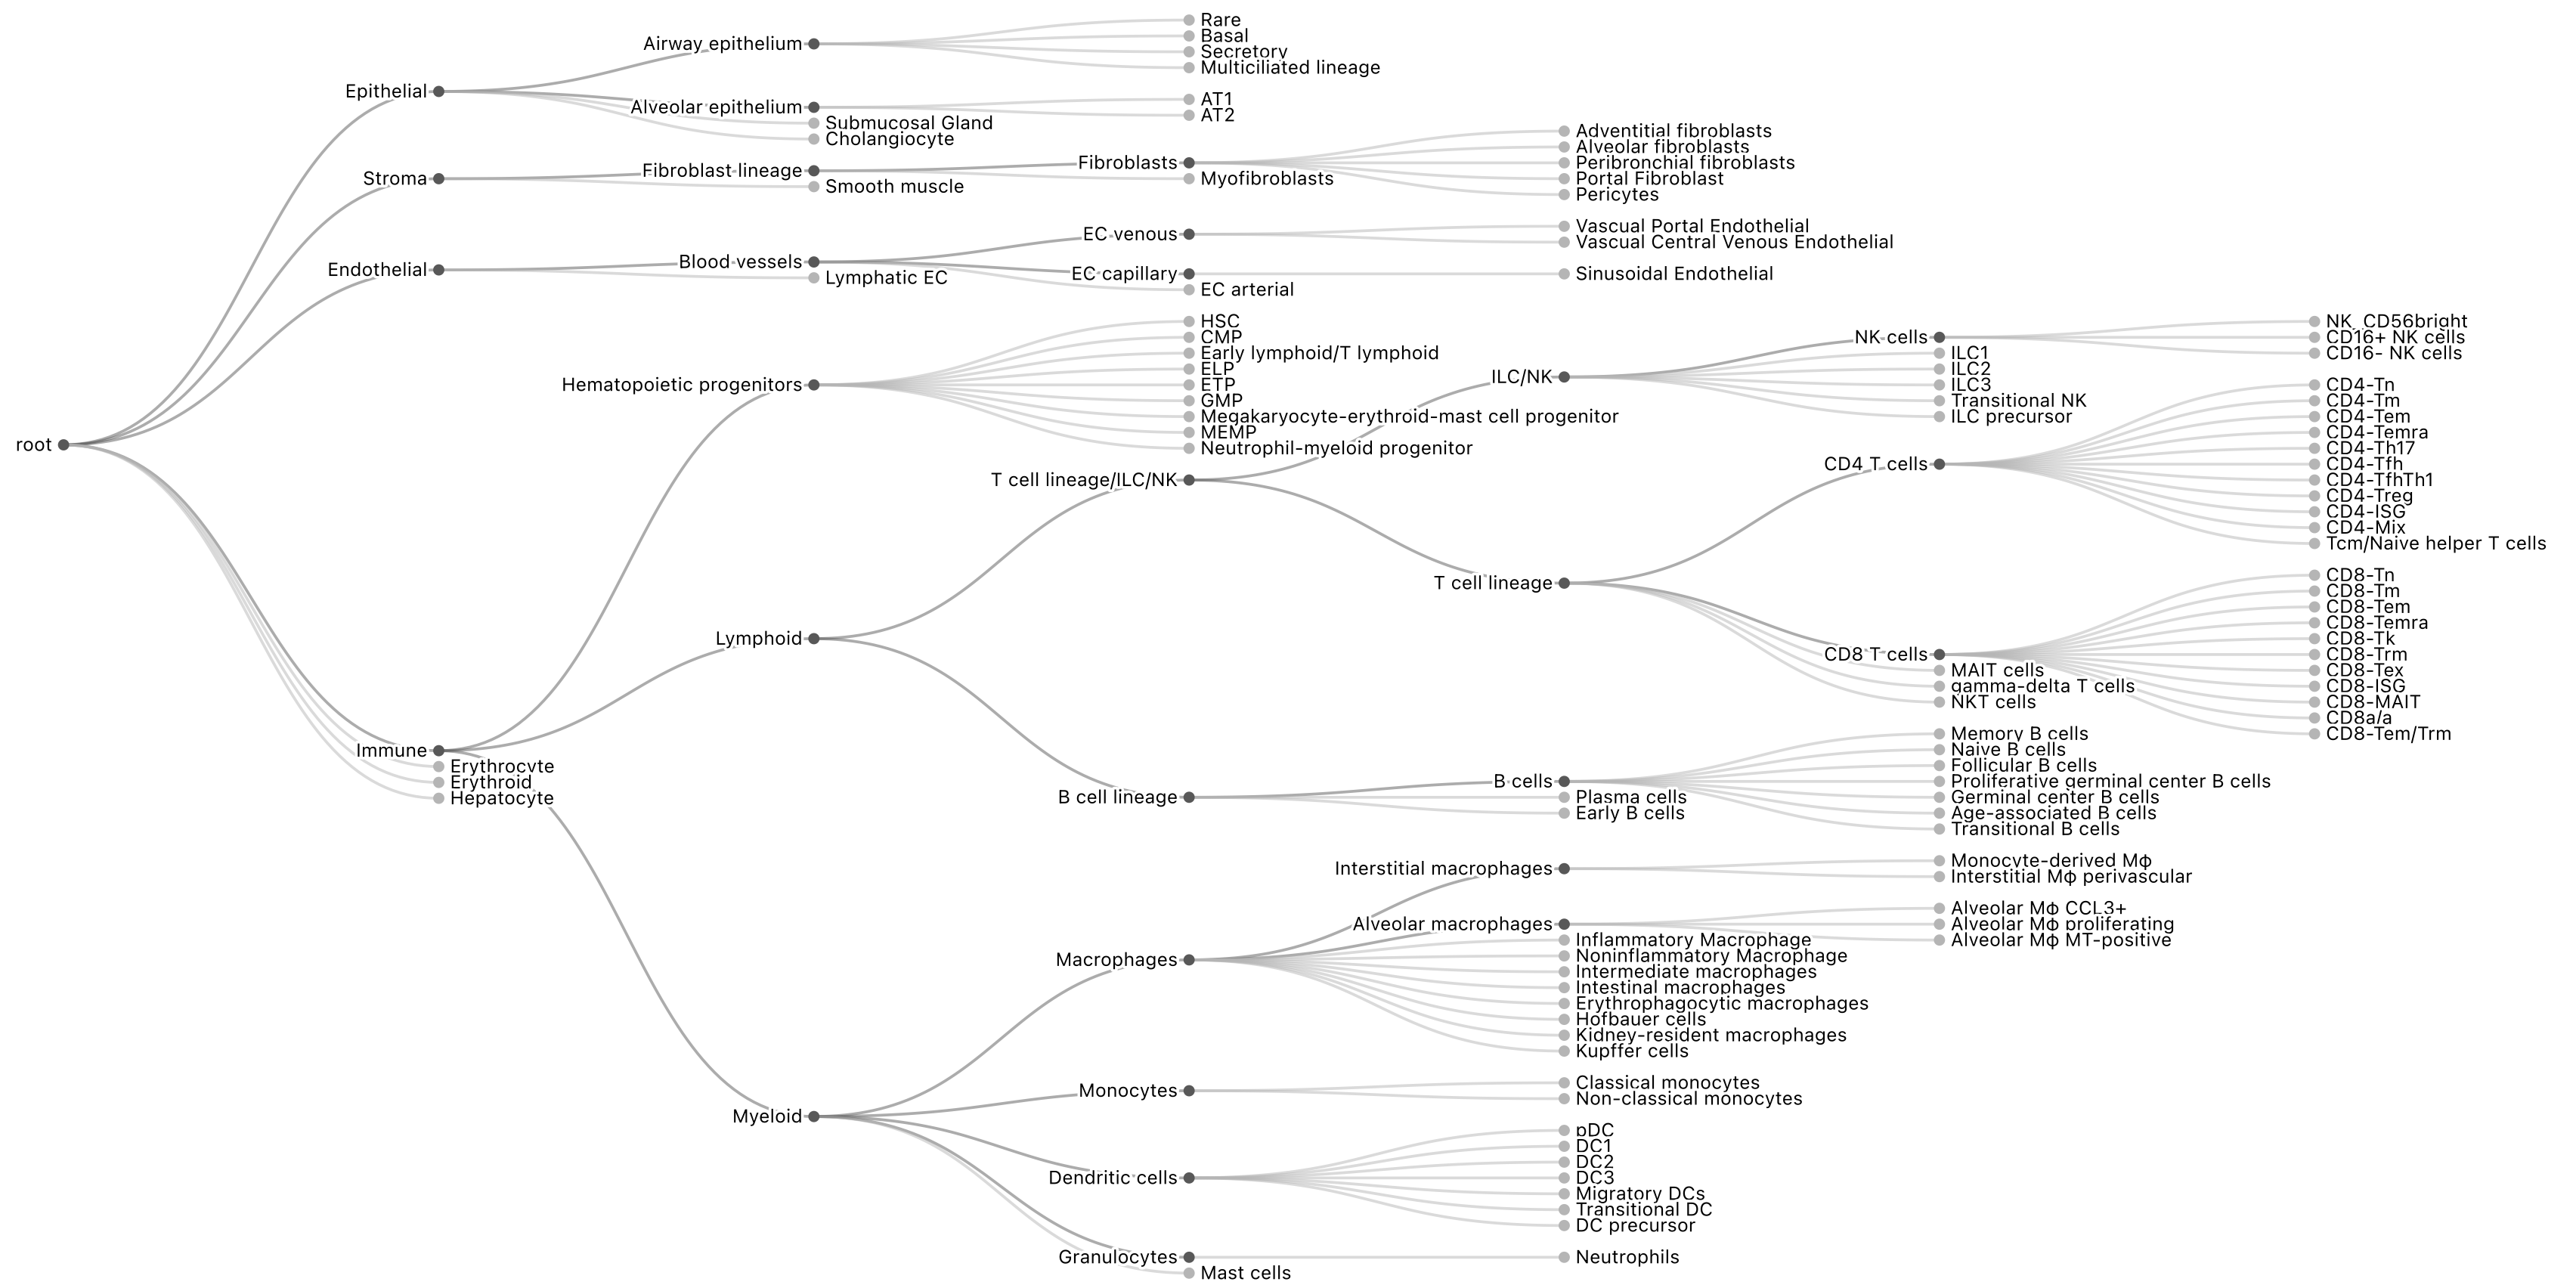 root
Epithelial
Airway epithelium
Rare
Basal
Secretory
Multiciliated lineage
Alveolar epithelium
AT1
AT2
Submucosal Gland
Cholangiocyte
Stroma
Fibroblast lineage
Fibroblasts
Adventitial fibroblasts
Alveolar fibroblasts
Peribronchial fibroblasts
Portal Fibroblast
Pericytes
Myofibroblasts
Smooth muscle
Endothelial
Blood vessels
EC venous
Vascual Portal Endothelial
Vascual Central Venous Endothelial
EC capillary
Sinusoidal Endothelial
EC arterial
Lymphatic EC
Immune
Hematopoietic progenitors
HSC
CMP
Early lymphoid/T lymphoid
ELP
ETP
GMP
Megakaryocyte-erythroid-mast cell progenitor
MEMP
Neutrophil-myeloid progenitor
Lymphoid
T cell lineage/ILC/NK
ILC/NK
NK cells
NK_CD56bright
CD16+ NK cells
CD16- NK cells
ILC1
ILC2
ILC3
Transitional NK
ILC precursor
T cell lineage
CD4 T cells
CD4-Tn
CD4-Tm
CD4-Tem
CD4-Temra
CD4-Th17
CD4-Tfh
CD4-TfhTh1
CD4-Treg
CD4-ISG
CD4-Mix
Tcm/Naive helper T cells
CD8 T cells
CD8-Tn
CD8-Tm
CD8-Tem
CD8-Temra
CD8-Tk
CD8-Trm
CD8-Tex
CD8-ISG
CD8-MAIT
CD8a/a
CD8-Tem/Trm
MAIT cells
gamma-delta T cells
NKT cells
B cell lineage
B cells
Memory B cells
Naive B cells
Follicular B cells
Proliferative germinal center B cells
Germinal center B cells
Age-associated B cells
Transitional B cells
Plasma cells
Early B cells
Myeloid
Macrophages
Interstitial macrophages
Monocyte-derived Mφ
Interstitial Mφ perivascular
Alveolar macrophages
Alveolar Mφ CCL3+
Alveolar Mφ proliferating
Alveolar Mφ MT-positive
Inflammatory Macrophage
Noninflammatory Macrophage
Intermediate macrophages
Intestinal macrophages
Erythrophagocytic macrophages
Hofbauer cells
Kidney-resident macrophages
Kupffer cells
Monocytes
Classical monocytes
Non-classical monocytes
Dendritic cells
pDC
DC1
DC2
DC3
Migratory DCs
Transitional DC
DC precursor
Granulocytes
Neutrophils
Mast cells
Erythrocyte
Erythroid
Hepatocyte